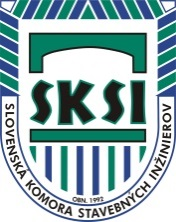 SKSI
OBN. 1992
SLOVENSKÁ KOMORA STAVEBNÝCH INŽINIEROV